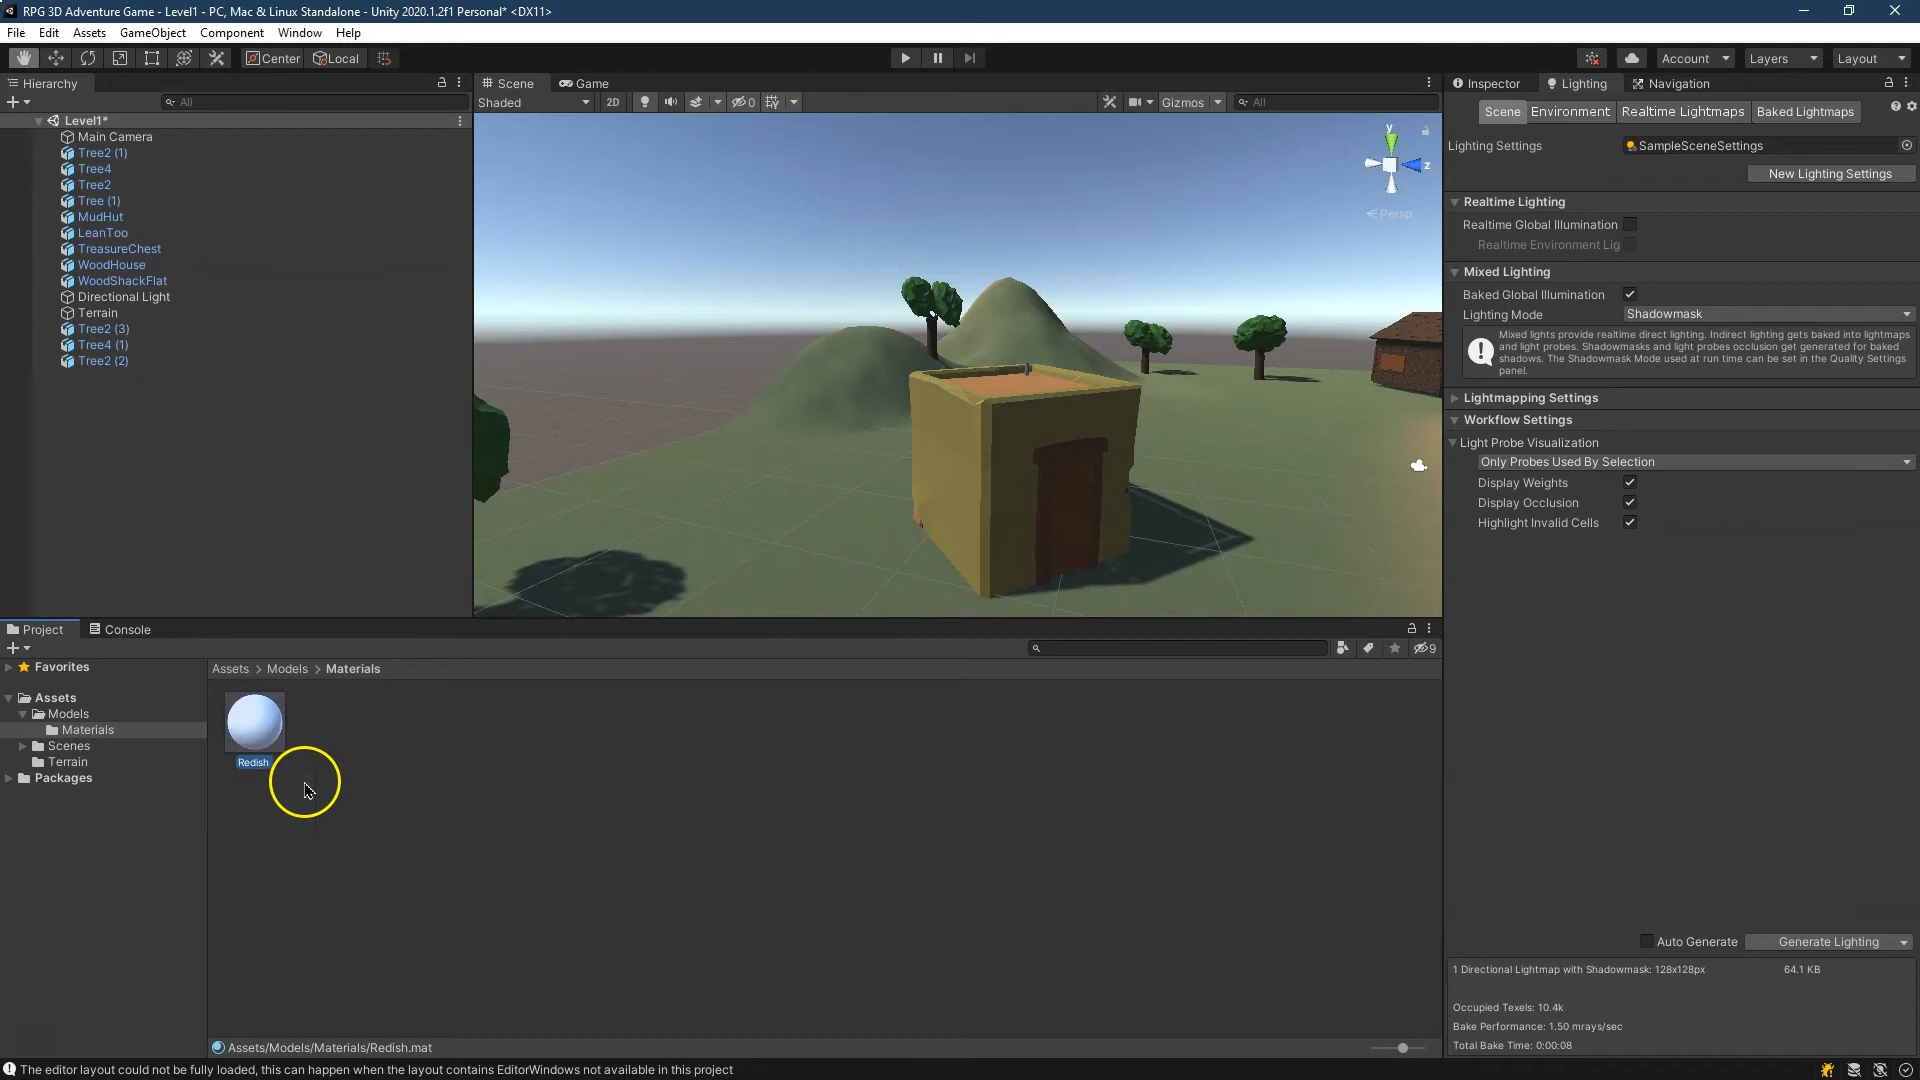 RPG 3D Adventure Game - Level1 - PC, Mac & Linux Standalone - Unity 2020.1.2f1 Personal* <DX11>
File Edit Assets GameObject Component Window Help
Center Local Account Layers Layout
Hierarchy
All
Level1*
Main Camera
Tree2 (1)
Tree4
Tree2
Tree (1)
MudHut
LeanToo
TreasureChest
WoodHouse
WoodShackFlat
Directional Light
Terrain
Tree2 (3)
Tree4 (1)
Tree2 (2)
Scene Game
Shaded 2D 0 Gizmos All
y
z
Persp
Inspector Lighting Navigation
Scene Environment Realtime Lightmaps Baked Lightmaps
Lighting Settings SampleSceneSettings
New Lighting Settings
Realtime Lighting
Realtime Global Illumination
Realtime Environment Lig
Mixed Lighting
Baked Global Illumination
Lighting Mode Shadowmask
Mixed lights provide realtime direct lighting. Indirect lighting gets baked into lightmaps
and light probes. Shadowmasks and light probes occlusion get generated for baked
shadows. The Shadowmask Mode used at run time can be set in the Quality Settings
panel.
Lightmapping Settings
Workflow Settings
Light Probe Visualization
Only Probes Used By Selection
Display Weights
Display Occlusion
Highlight Invalid Cells
Auto Generate Generate Lighting
1 Directional Lightmap with Shadowmask: 128x128px 64.1 KB
Occupied Texels: 10.4k
Bake Performance: 1.50 mrays/sec
Total Bake Time: 0:00:08
Project Console
9
Favorites
Assets
Models
Materials
Scenes
Terrain
Packages
Assets > Models > Materials
Redish
Assets/Models/Materials/Redish.mat
The editor layout could not be fully loaded, this can happen when the layout contains EditorWindows not available in this project